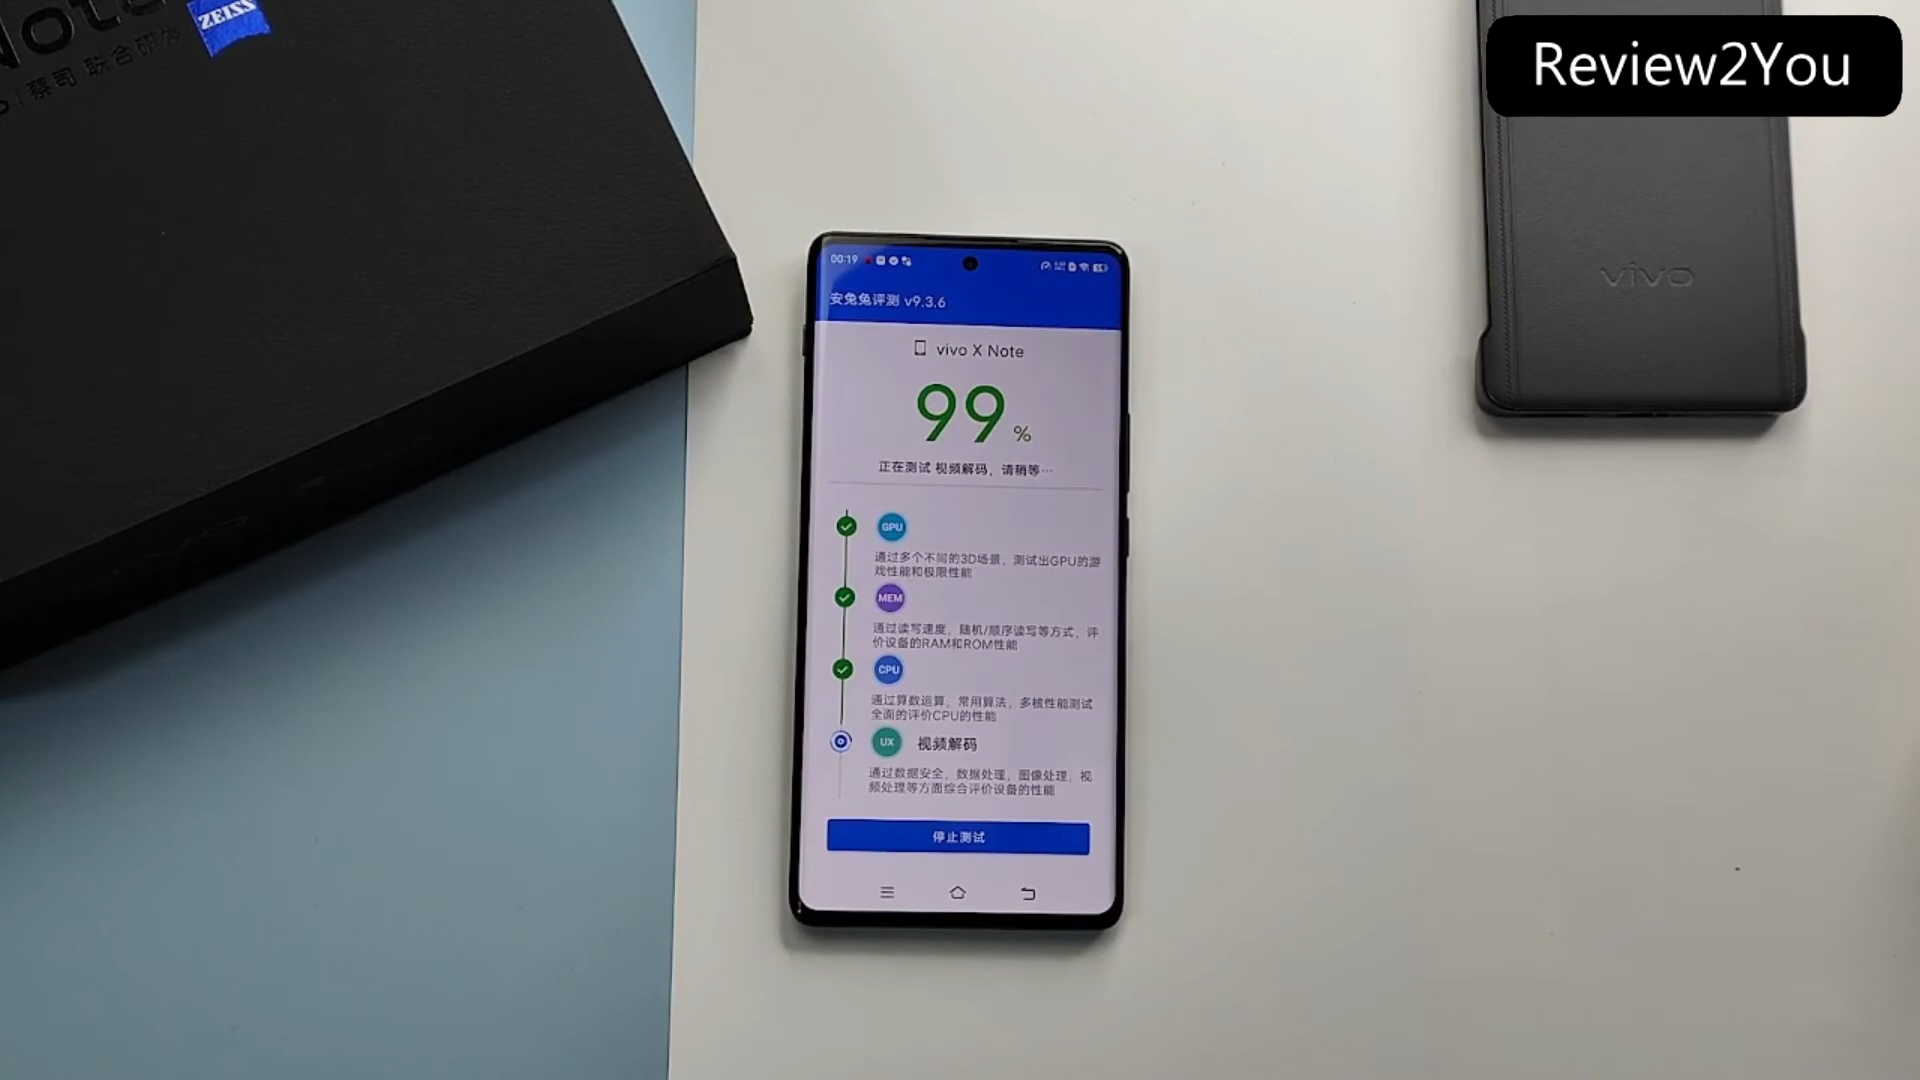 Note
ZEISS
蔡司 联合研发
Review2You
vivo
00:19
安兔兔评测 v9.3.6
vivo X Note
99%
正在测试 视频解码，请稍等···
GPU
通过多个不同的3D场景，测试出GPU的游
戏性能和极限性能
MEM
通过读写速度，随机/顺序读写等方式，评
价设备的RAM和ROM性能
CPU
通过算数运算，常用算法，多核性能测试
全面的评价CPU的性能
UX 视频解码
通过数据安全，数据处理，图像处理，视
频处理等方面综合评价设备的性能
停止测试